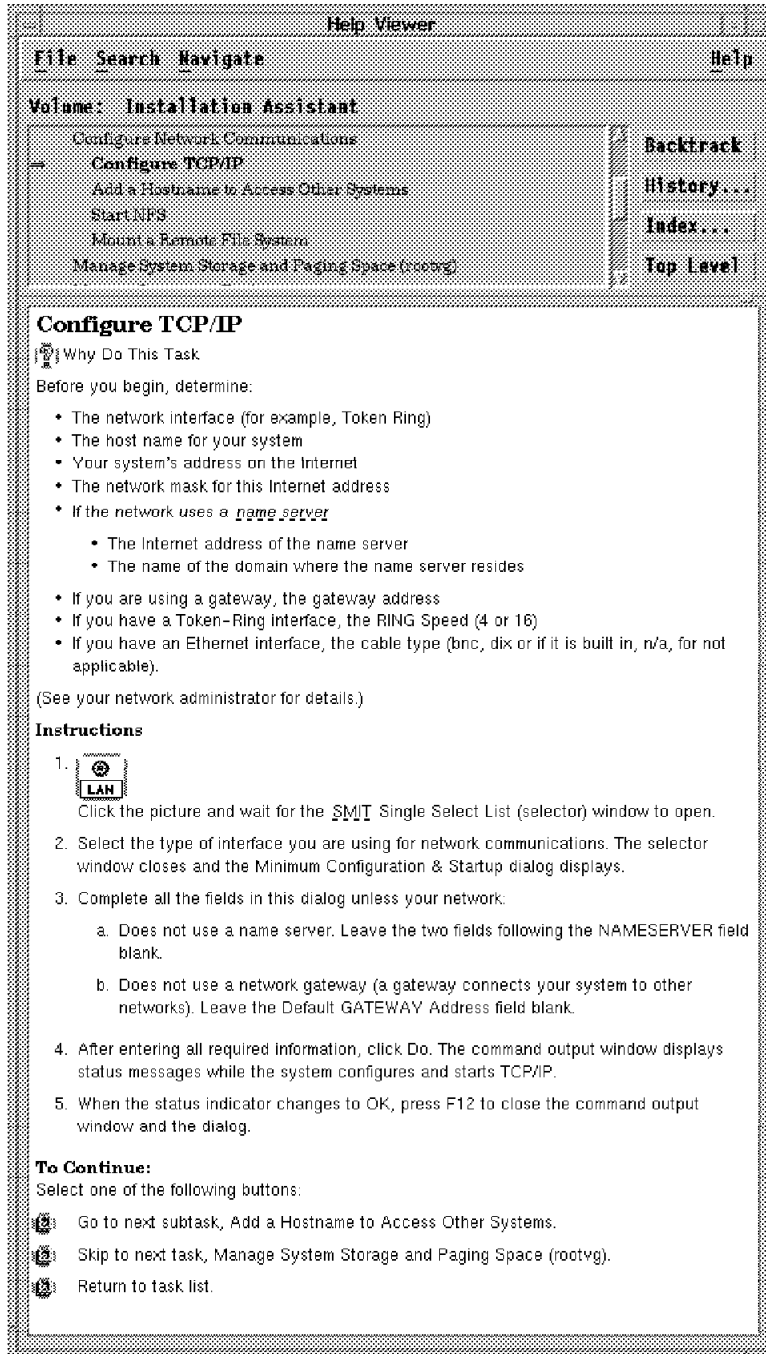 Help Viewer
File Search Navigate Help
Volume: Installation Assistant
Configure Network Communications
Configure TCP/IP
Add a Hostname to Access Other Systems
Start NFS
Mount a Remote File System
Manage System Storage and Paging Space (rootvg)
Backtrack
History...
Index...
Top Level
Configure TCP/IP
Why Do This Task
Before you begin, determine:
• The network interface (for example, Token Ring)
• The host name for your system
• Your system's address on the Internet
• The network mask for this Internet address
• If the network uses a name server
• The Internet address of the name server
• The name of the domain where the name server resides
• If you are using a gateway, the gateway address
• If you have a Token-Ring interface, the RING Speed (4 or 16)
• If you have an Ethernet interface, the cable type (bnc, dix or if it is built in, n/a, for not
applicable).
(See your network administrator for details.)
Instructions
1.
LAN
Click the picture and wait for the SMIT Single Select List (selector) window to open.
2. Select the type of interface you are using for network communications. The selector
window closes and the Minimum Configuration & Startup dialog displays.
3. Complete all the fields in this dialog unless your network:
a. Does not use a name server. Leave the two fields following the NAMESERVER field
blank.
b. Does not use a network gateway (a gateway connects your system to other
networks). Leave the Default GATEWAY Address field blank.
4. After entering all required information, click Do. The command output window displays
status messages while the system configures and starts TCP/IP.
5. When the status indicator changes to OK, press F12 to close the command output
window and the dialog.
To Continue:
Select one of the following buttons:
Go to next subtask, Add a Hostname to Access Other Systems.
Skip to next task, Manage System Storage and Paging Space (rootvg).
Return to task list.